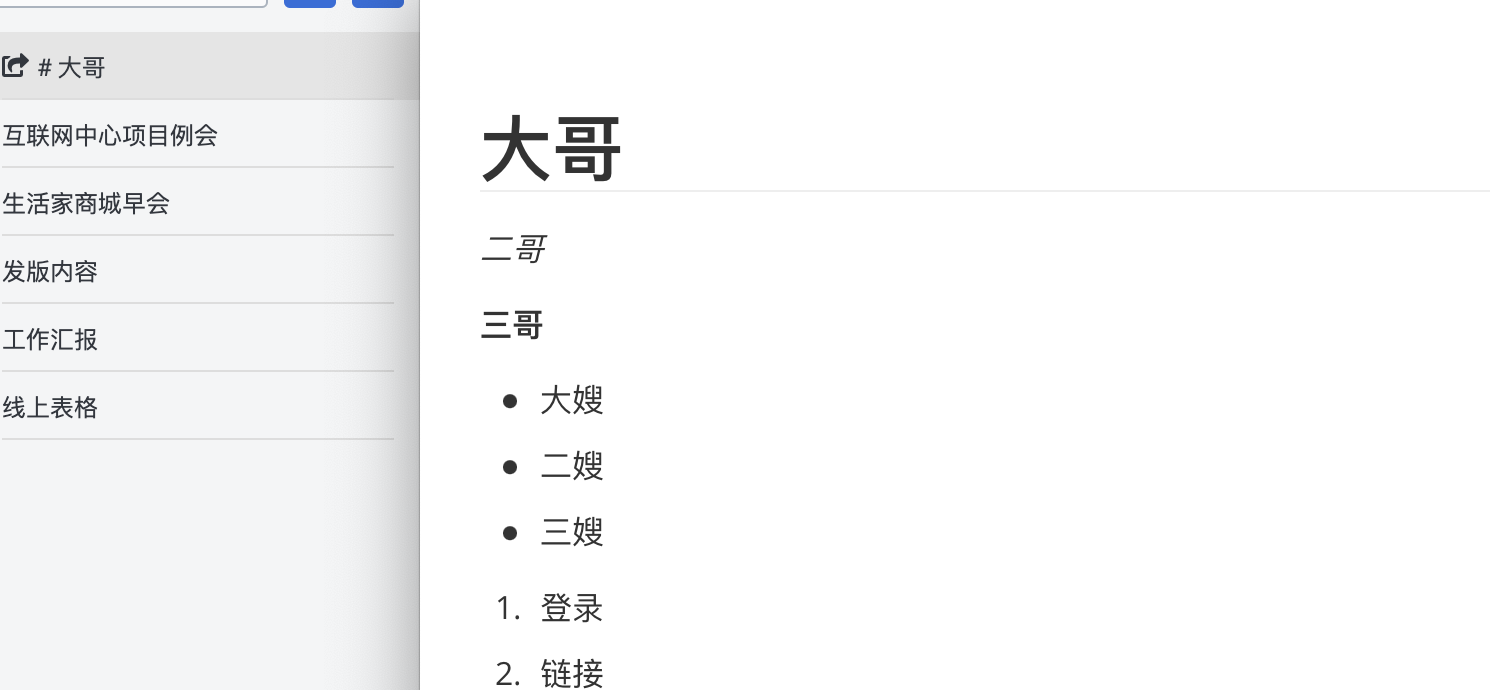 # 大哥
互联网中心项目例会
生活家商城早会
发版内容
工作汇报
线上表格
大哥
二哥
三哥
大嫂
二嫂
三嫂
1. 登录
2. 链接